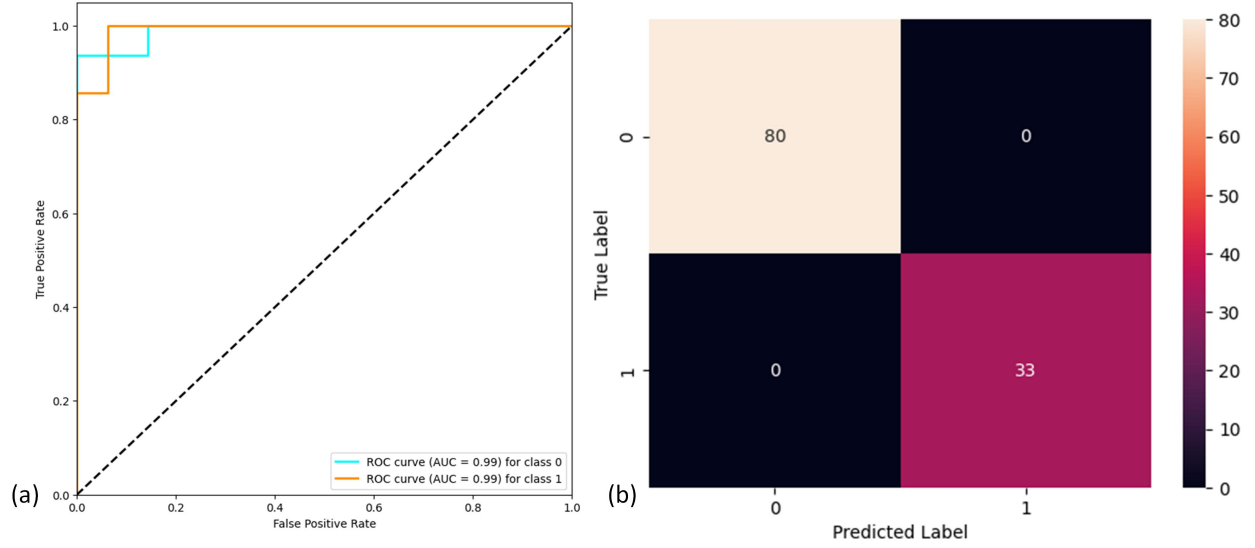 1.0
0.8
0.6
0.4
0.2
0.0
True Positive Rate
0.0 0.2 0.4 0.6 0.8 1.0
False Positive Rate
ROC curve (AUC = 0.99) for class 0
ROC curve (AUC = 0.99) for class 1
(a)
80 0
0 33
0
1
True Label
0 1
Predicted Label
80
70
60
50
40
30
20
10
0
(b)